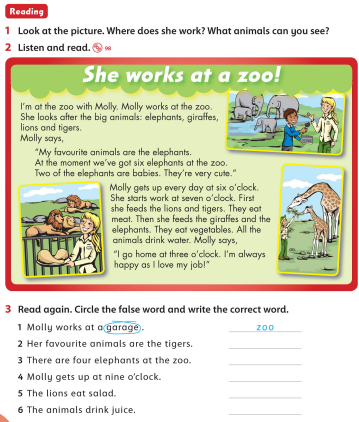 Reading
1 Look at the picture. Where does she work? What animals can you see?
2 Listen and read. 98
She works at a zoo!
I'm at the zoo with Molly. Molly works at the zoo.
She looks after the big animals: elephants, giraffes,
lions and tigers.
Molly says,
"My favourite animals are the elephants.
At the moment we've got six elephants at the zoo.
Two of the elephants are babies. They're very cute."
Molly gets up every day at six o'clock.
She starts work at seven o'clock. First
she feeds the lions and tigers. They eat
meat. Then she feeds the giraffes and the
elephants. They eat vegetables. All the
animals drink water. Molly says,
"I go home at three o'clock. I'm always
happy as I love my job!"
3 Read again. Circle the false word and write the correct word.
1 Molly works at a garage. zoo
2 Her favourite animals are the tigers.
3 There are four elephants at the zoo.
4 Molly gets up at nine o'clock.
5 The lions eat salad.
6 The animals drink juice.